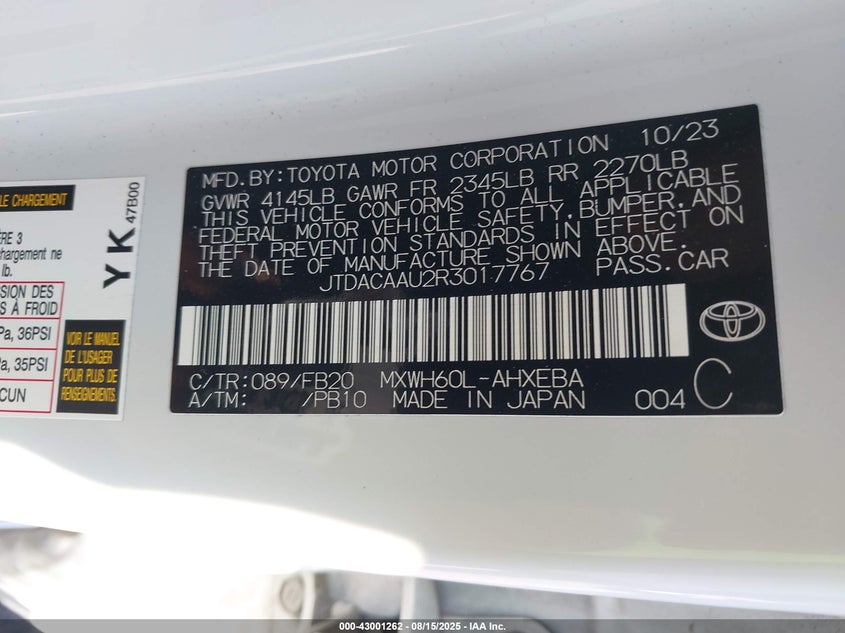 LE CHARGEMENT
ÈRE 3
chargement ne
lb.
SION DES
S À FROID
Pa, 36PSI
Pa, 35PSI
CUN
YK
47B00
VOIR LE MANUEL
DE L'USAGER
POUR PLUS DE
RENSEIGNEMENTS
MFD.BY:TOYOTA MOTOR CORPORATION 10/23
GVWR 4145LB GAWR FR 2345LB RR 2270LB
THIS VEHICLE CONFORMS TO ALL APPLICABLE
FEDERAL MOTOR VEHICLE SAFETY,BUMPER,AND
THEFT PREVENTION STANDARDS IN EFFECT ON
THE DATE OF MANUFACTURE SHOWN ABOVE.
JTDACAAU2R3017767 PASS.CAR
C/TR:089/FB20 MXWH60L-AHXEBA
A/TM: /PB10 MADE IN JAPAN 004 C
000-43001262 - 08/15/2025 - IAA Inc.